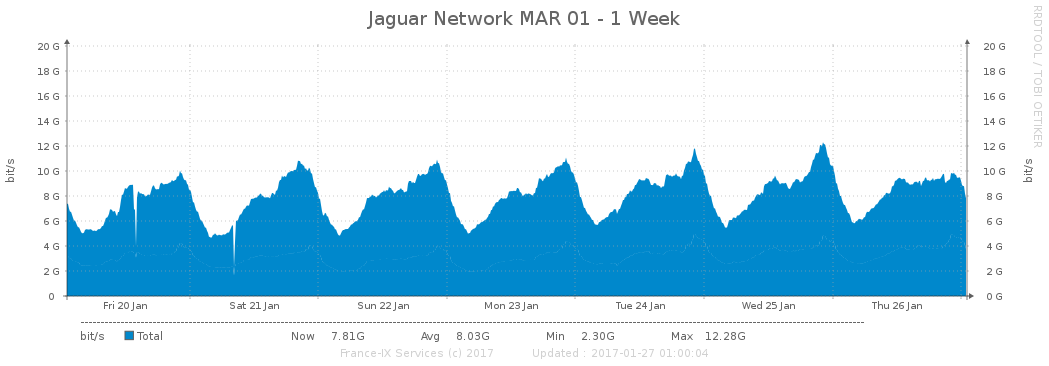 Jaguar Network MAR 01 - 1 Week
RRDTOOL / TOBI OETIKER
bit/s
bit/s
20 G 20 G
18 G 18 G
16 G 16 G
14 G 14 G
12 G 12 G
10 G 10 G
8 G 8 G
6 G 6 G
4 G 4 G
2 G 2 G
0 0 G
Fri 20 Jan Sat 21 Jan Sun 22 Jan Mon 23 Jan Tue 24 Jan Wed 25 Jan Thu 26 Jan
bit/s Total Now 7.81G Avg 8.03G Min 2.30G Max 12.28G
France-IX Services (c) 2017 Updated : 2017-01-27 01:00:04